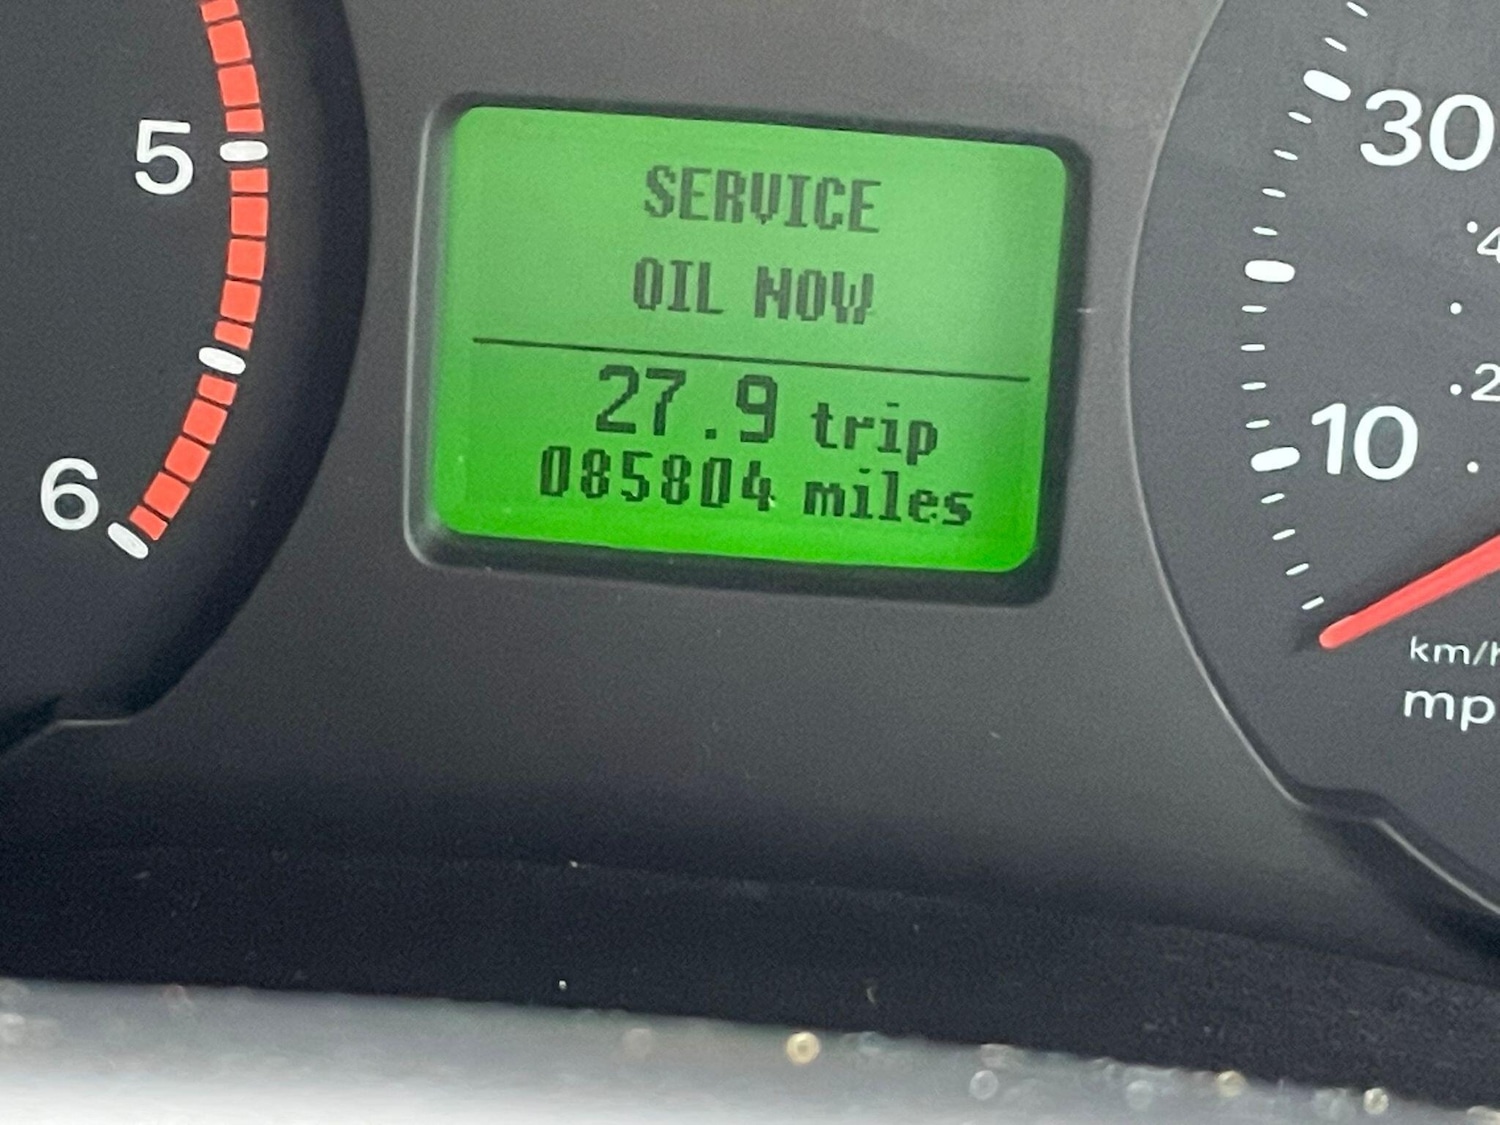 5
6
SERVICE
OIL NOW
27.9 trip
085804 miles
30
10
km/h